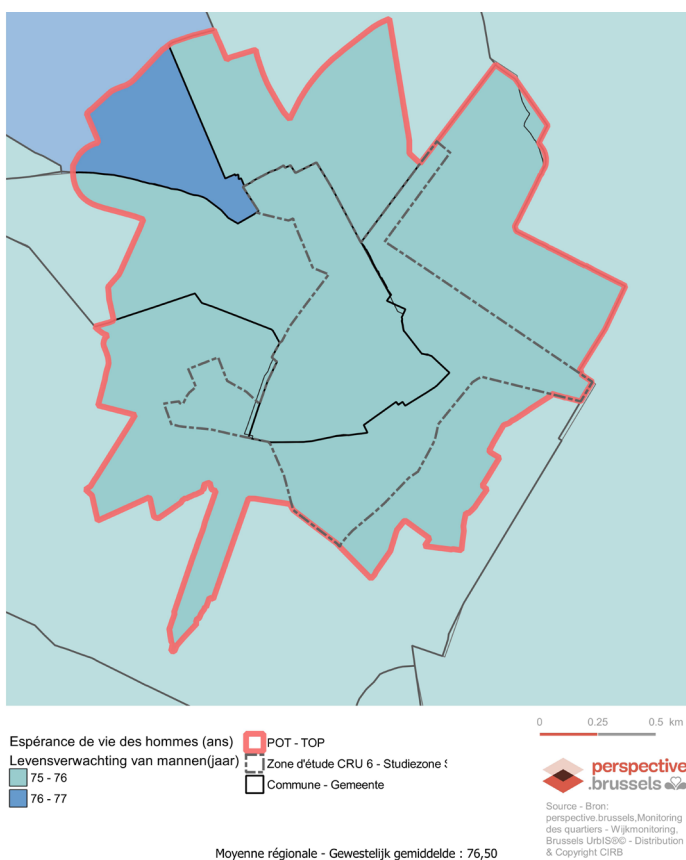 Espérance de vie des hommes (ans)
Levensverwachting van mannen(jaar)
75 - 76
76 - 77
POT - TOP
Zone d'étude CRU 6 - Studiezone
Commune - Gemeente
0 0.25 0.5 km
perspective
.brussels
Source - Bron:
perspective.brussels,Monitoring
des quartiers - Wijkmonitoring,
Brussels UrbIS®© - Distribution
& Copyright CIRB
Moyenne régionale - Gewestelijk gemiddelde : 76,50